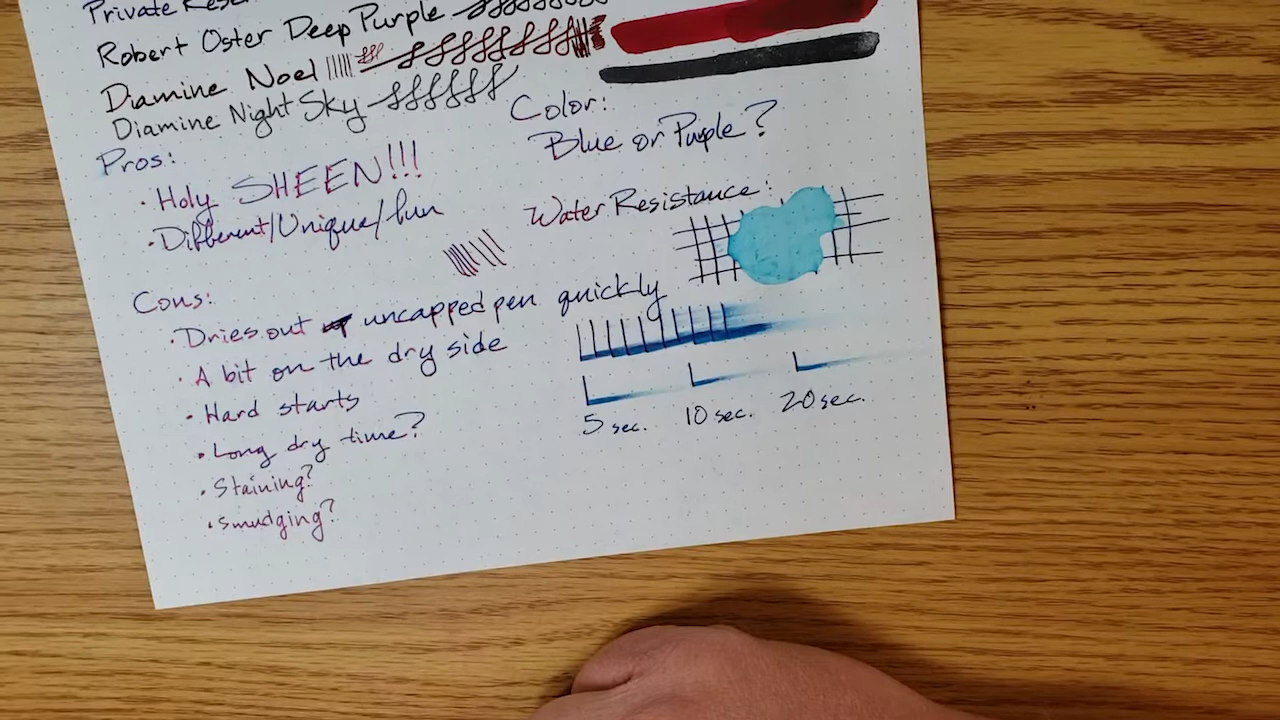 Private
Robert Oster Deep Purple
Diamine Noel
Diamine Night Sky
Color:
Blue or Purple?
Pros:
· Holy SHEEN!!!
· Different/Unique/fun
Water Resistance:
Cons:
· Dries out uncapped pen quickly
· A bit on the dry side
· Hard starts
· Long dry time?
· Staining?
· Smudging?
5 sec. 10 sec. 20 sec.